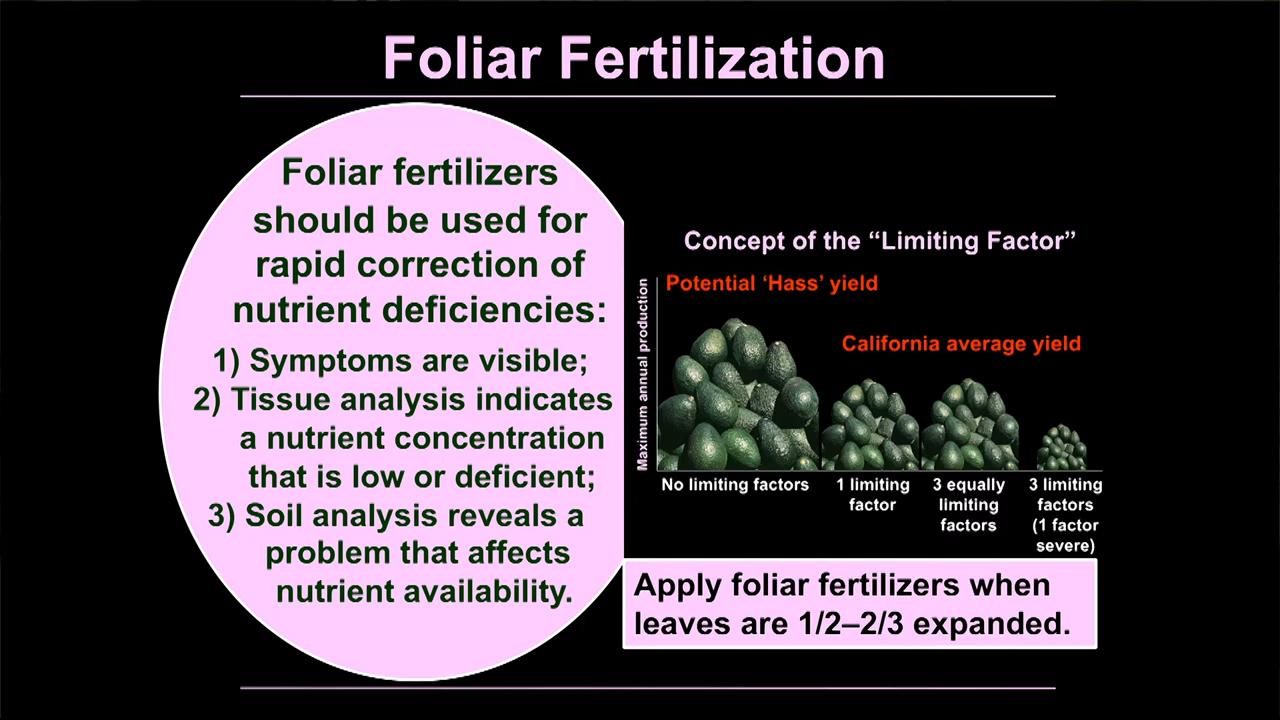 Foliar Fertilization
Foliar fertilizers
should be used for
rapid correction of
nutrient deficiencies:
1) Symptoms are visible;
2) Tissue analysis indicates
a nutrient concentration
that is low or deficient;
3) Soil analysis reveals a
problem that affects
nutrient availability.
Concept of the “Limiting Factor”
Potential ‘Hass’ yield
California average yield
Maximum annual production
No limiting factors
1 limiting
factor
3 equally
limiting
factors
3 limiting
factors
(1 factor
severe)
Apply foliar fertilizers when
leaves are 1/2–2/3 expanded.